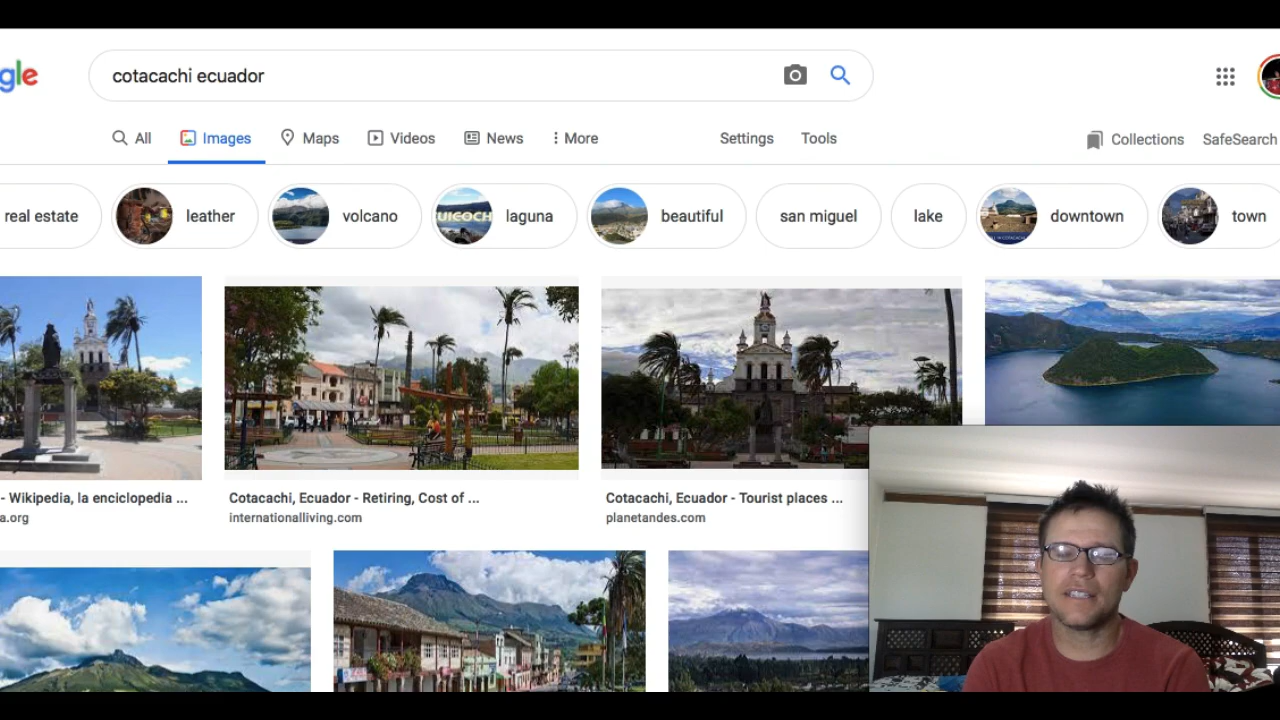 gle
cotacachi ecuador
All Images Maps Videos News More Settings Tools Collections SafeSearch
real estate leather volcano UICOCH laguna beautiful san miguel lake downtown town
- Wikipedia, la enciclopedia ...
a.org
Cotacachi, Ecuador - Retiring, Cost of ...
internationalliving.com
Cotacachi, Ecuador - Tourist places ...
planetandes.com